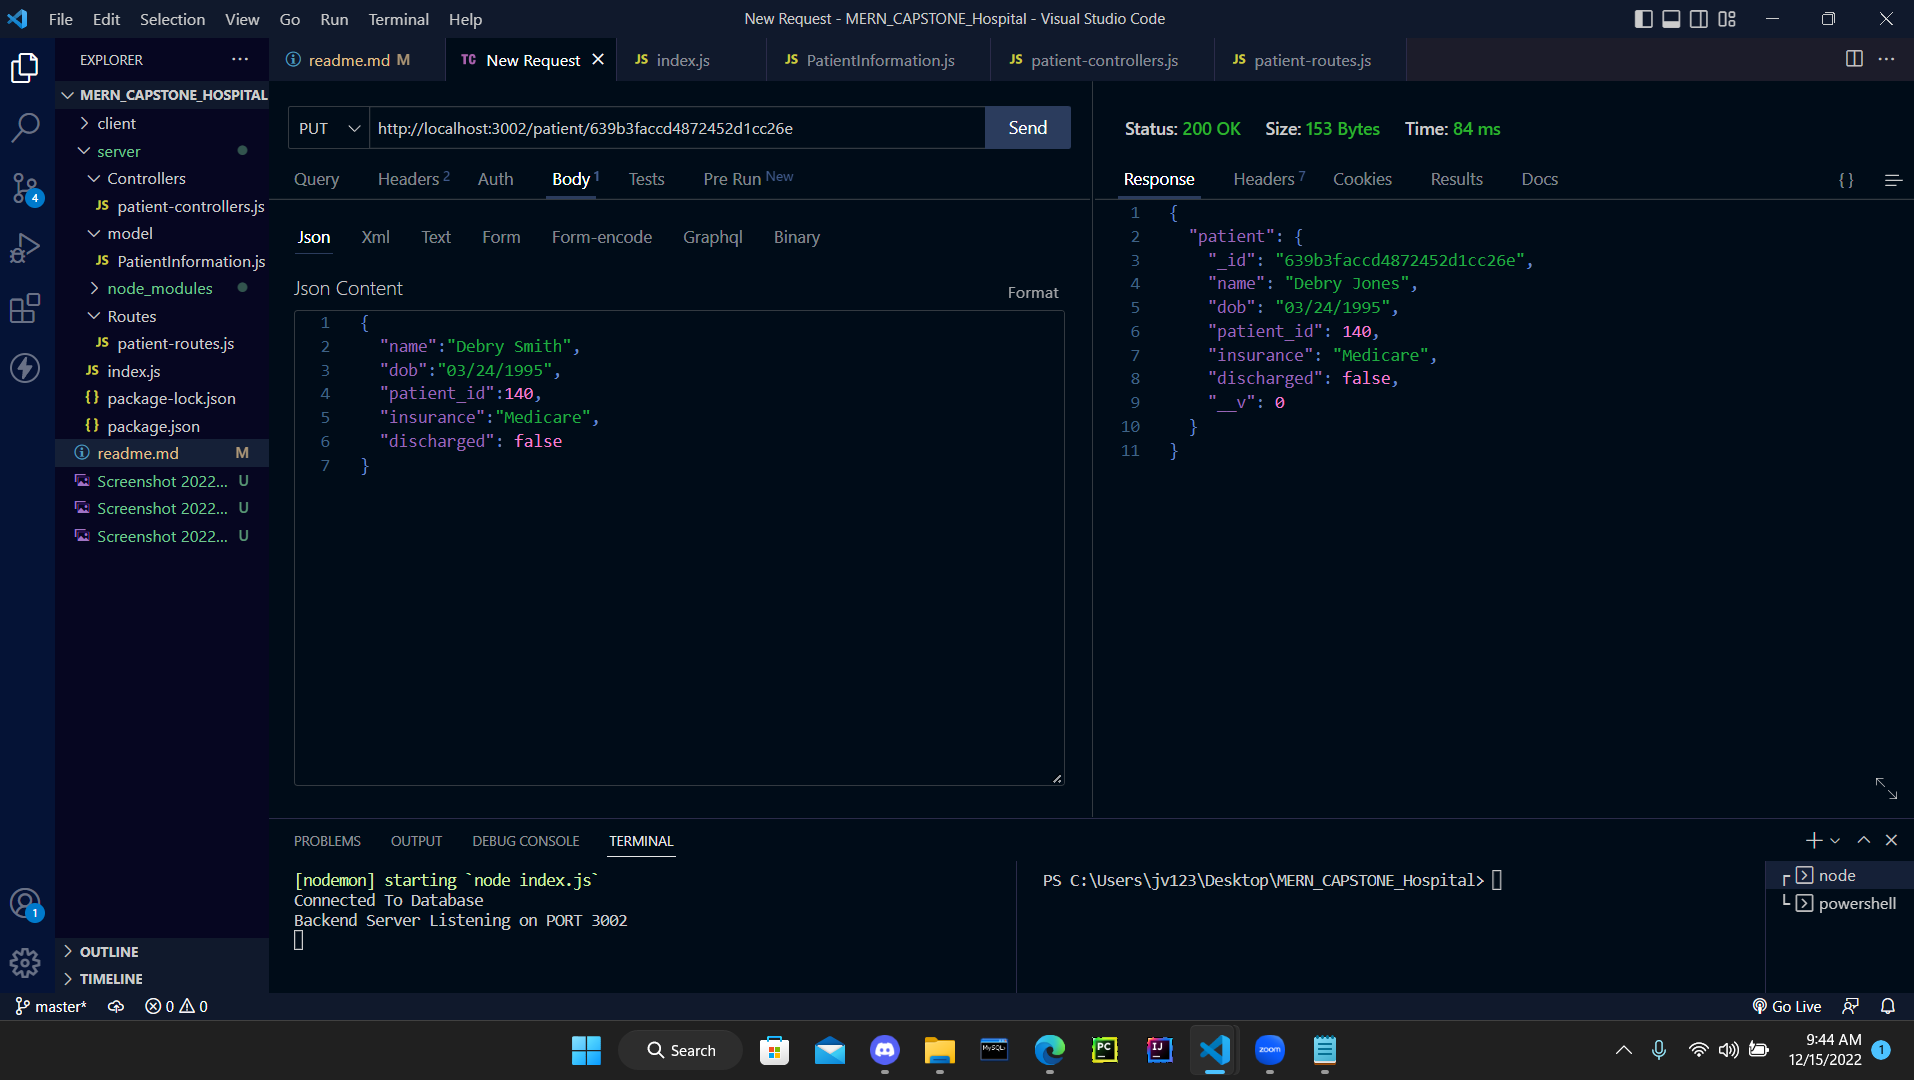 File Edit Selection View Go Run Terminal Help
New Request - MERN_CAPSTONE_Hospital - Visual Studio Code
EXPLORER
readme.md M
TC New Request
JS index.js
JS PatientInformation.js
JS patient-controllers.js
JS patient-routes.js
MERN_CAPSTONE_HOSPITAL
client
server
Controllers
JS patient-controllers.js
model
JS PatientInformation.js
node_modules
Routes
JS patient-routes.js
JS index.js
{} package-lock.json
{} package.json
readme.md M
Screenshot 2022... U
Screenshot 2022... U
Screenshot 2022... U
OUTLINE
TIMELINE
4
1
PUT http://localhost:3002/patient/639b3faccd4872452d1cc26e Send
Query Headers 2 Auth Body 1 Tests Pre Run New
Json Xml Text Form Form-encode Graphql Binary
Json Content
Format
1 {
2 "name":"Debry Smith",
3 "dob":"03/24/1995",
4 "patient_id":140,
5 "insurance":"Medicare",
6 "discharged": false
7 }
Status: 200 OK Size: 153 Bytes Time: 84 ms
Response Headers 7 Cookies Results Docs {}
1 {
2 "patient": {
3 "_id": "639b3faccd4872452d1cc26e",
4 "name": "Debry Jones",
5 "dob": "03/24/1995",
6 "patient_id": 140,
7 "insurance": "Medicare",
8 "discharged": false,
9 "__v": 0
10 }
11 }
PROBLEMS OUTPUT DEBUG CONSOLE TERMINAL
[nodemon] starting `node index.js`
Connected To Database
Backend Server Listening on PORT 3002
PS C:\Users\jv123\Desktop\MERN_CAPSTONE_Hospital>
node
powershell
master* 0 0
Go Live
Search
MySQL
PC
IJ
zoom
9:44 AM
12/15/2022
1